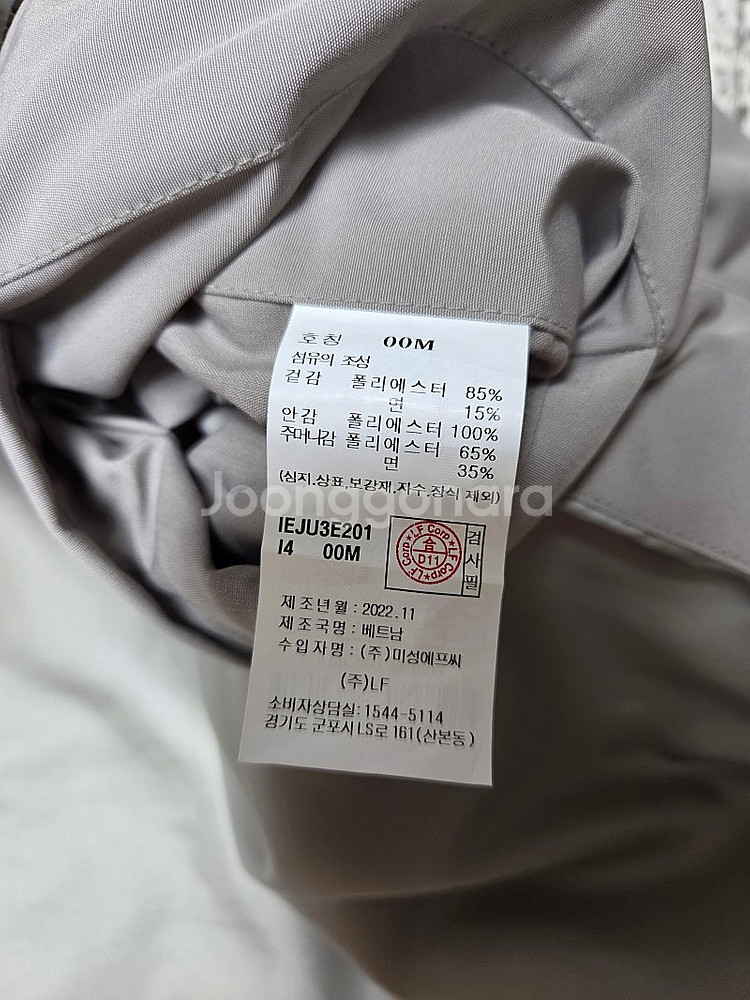 호칭 00M
섬유의 조성
겉감 폴리에스터 85%
면 15%
안감 폴리에스터 100%
주머니감 폴리에스터 65%
면 35%
(심지.상표.보강재.자수.장식 제외)
Joonggonara
IEJU3E201
I4 00M
LF Corp★LF Corp★LF Corp★
合
D11
검사필
제조년월 : 2022.11
제조국명 : 베트남
수입자명 : (주)미성에프씨
(주)LF
소비자상담실:1544-5114
경기도 군포시 LS로 161(산본동)